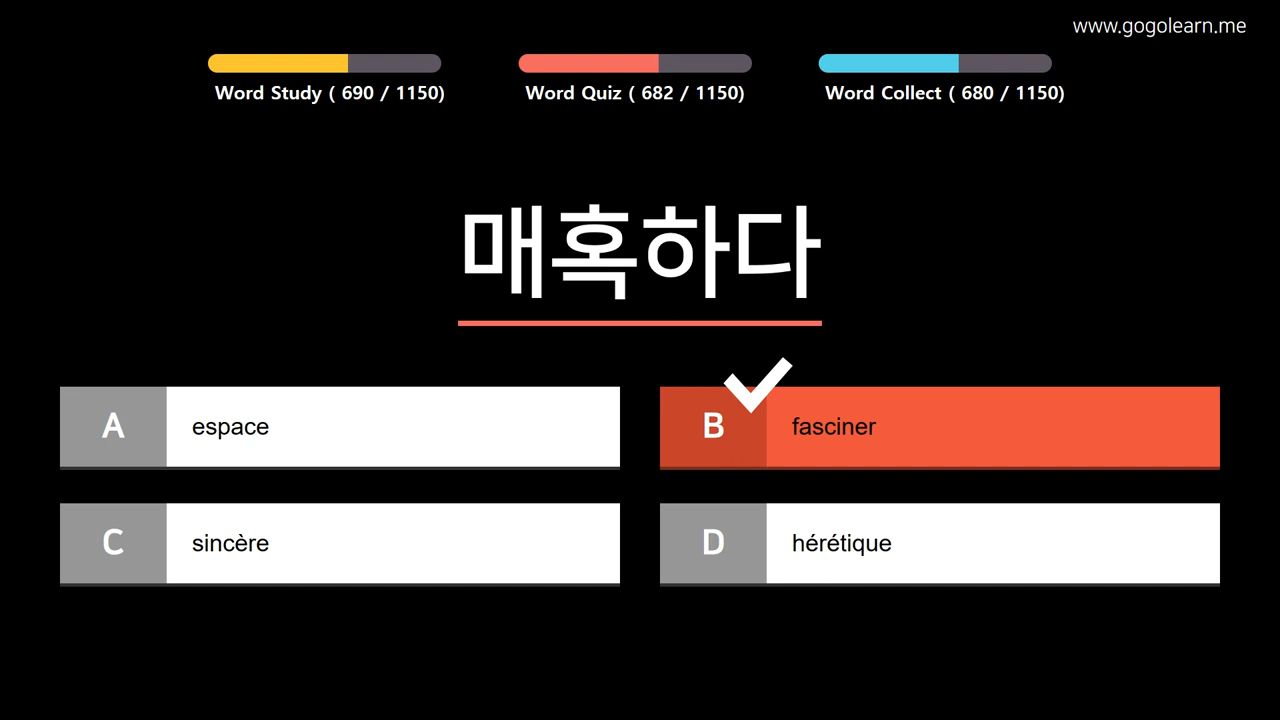 www.gogolearn.me
Word Study ( 690 / 1150)
Word Quiz ( 682 / 1150)
Word Collect ( 680 / 1150)
매혹하다
A espace
B fasciner
C sincère
D hérétique